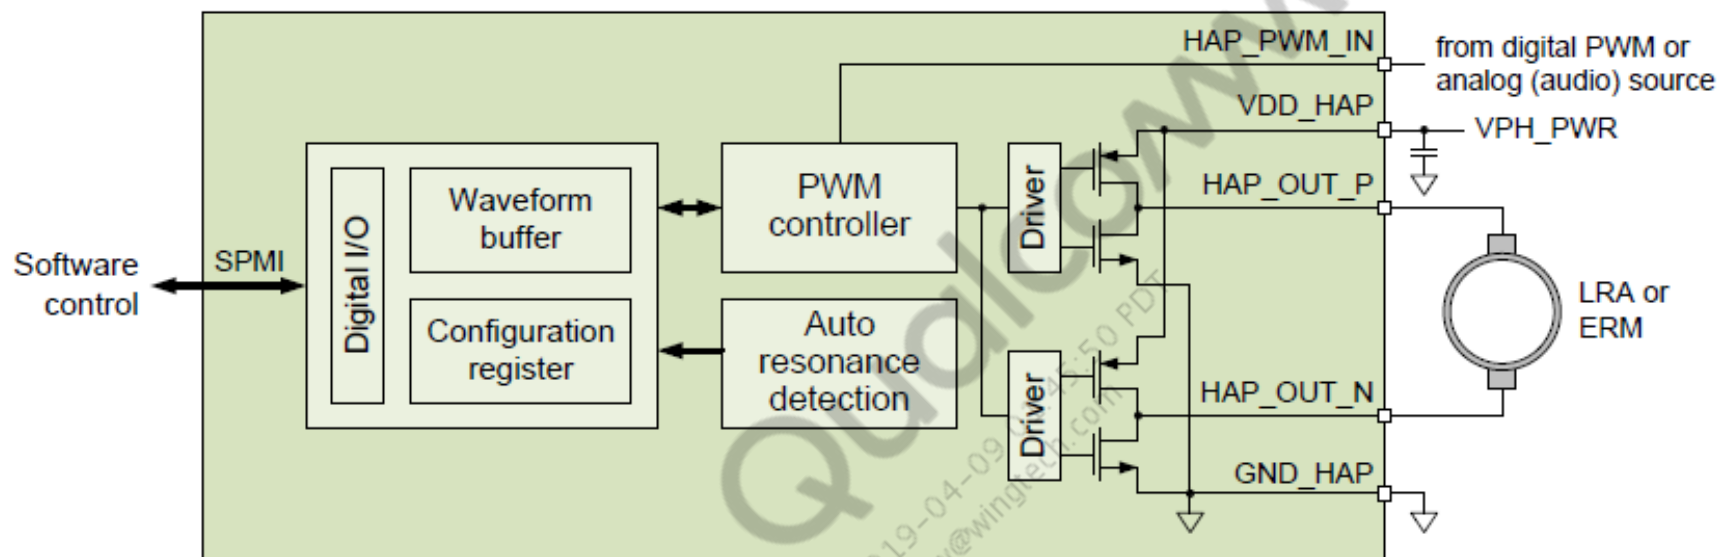 HAP_PWM_IN
from digital PWM or
analog (audio) source
VDD_HAP
VPH_PWR
HAP_OUT_P
Waveform
buffer
PWM
controller
Driver
Digital I/O
SPMI
Software
control
Configuration
register
Auto
resonance
detection
Driver
LRA or
ERM
HAP_OUT_N
GND_HAP
Qualcomm